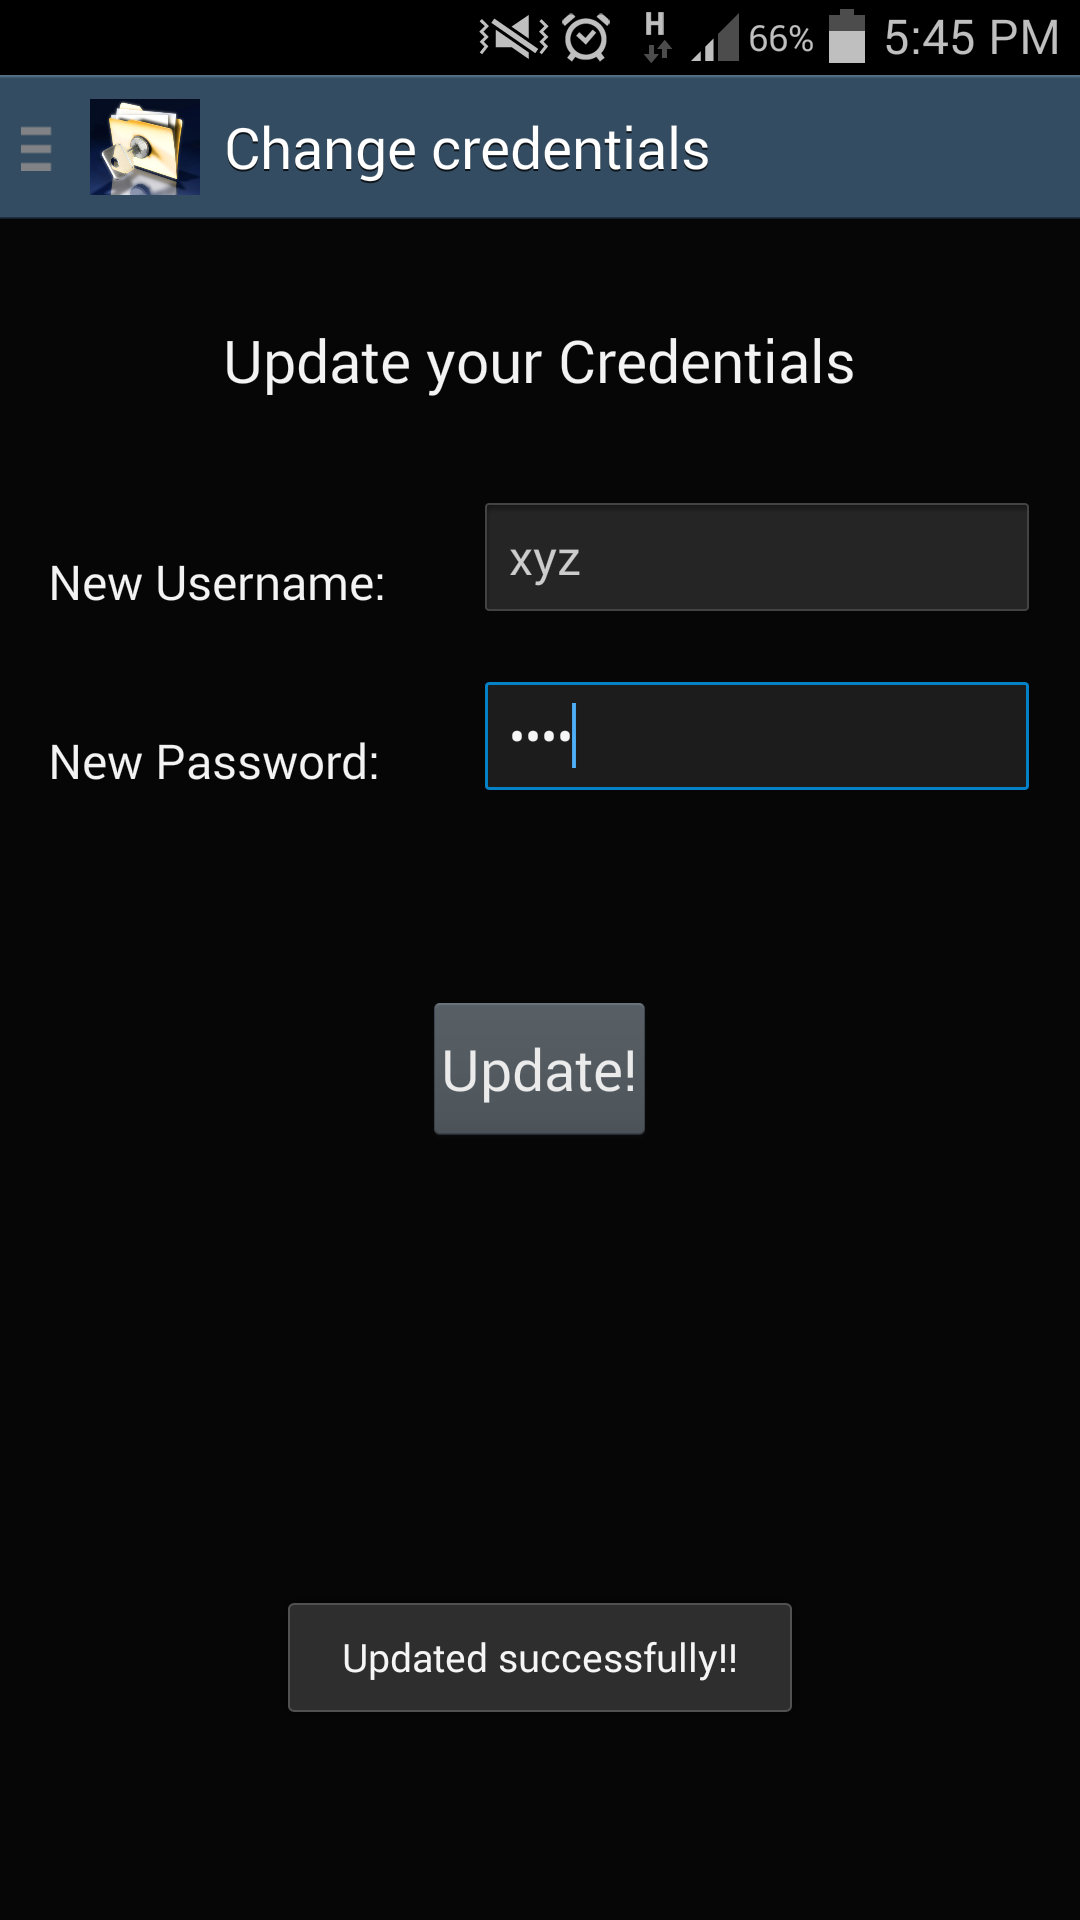 H 66% 5:45 PM
Change credentials
Update your Credentials
New Username: xyz
New Password: ••••
Update!
Updated successfully!!